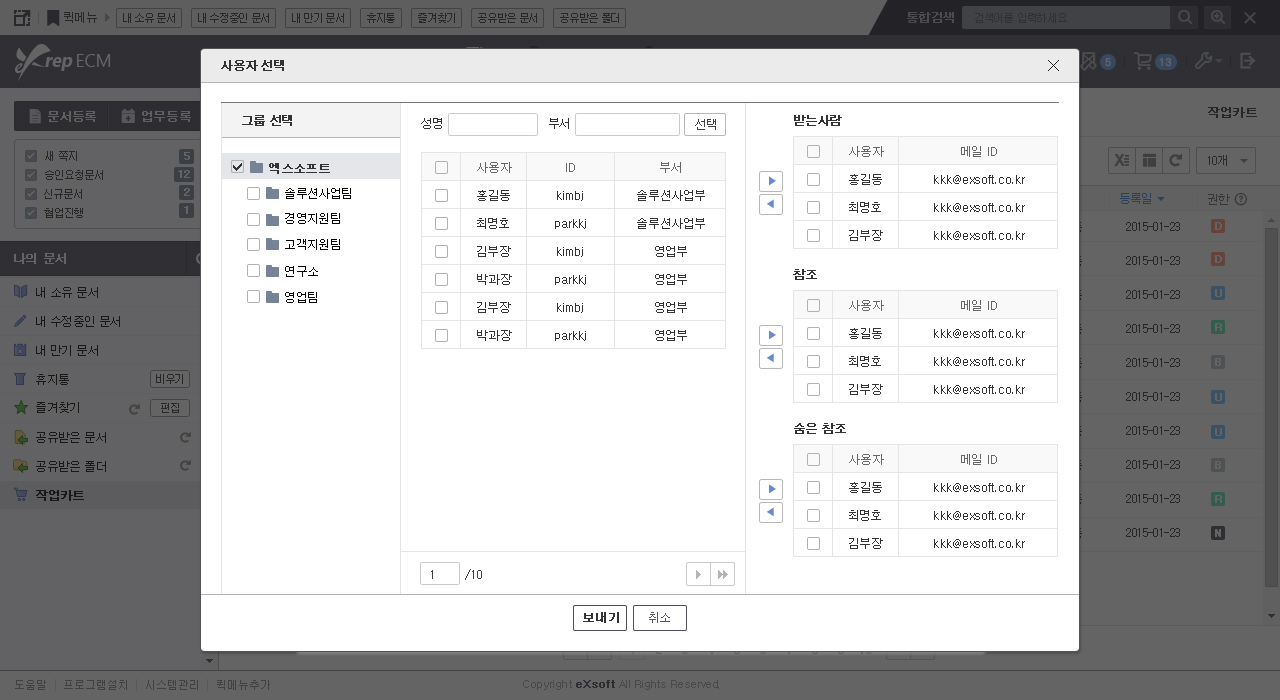 퀵메뉴 내 소유 문서 내 수정중인 문서 내 만기 문서 휴지통 즐겨찾기 공유받은 문서 공유받은 폴더 통합검색 검색어를 입력하세요
eXrep ECM 5 13
문서등록 업무등록 작업카트
새 쪽지 5
승인요청문서 12
신규문서 2
협업진행 1
10개
등록일 권한
2015-01-23 D
2015-01-23 D
2015-01-23 U
2015-01-23 R
2015-01-23 B
2015-01-23 U
2015-01-23 U
2015-01-23 B
2015-01-23 R
2015-01-23 N
나의 문서
내 소유 문서
내 수정중인 문서
내 만기 문서
휴지통 비우기
즐겨찾기 편집
공유받은 문서
공유받은 폴더
작업카트
사용자 선택
그룹 선택
엑스소프트
솔루션사업팀
경영지원팀
고객지원팀
연구소
영업팀
성명 부서 선택
사용자 ID 부서
홍길동 kimbj 솔루션사업부
최명호 parkkj 솔루션사업부
김부장 kimbj 영업부
박과장 parkkj 영업부
김부장 kimbj 영업부
박과장 parkkj 영업부
1 /10
받는사람
사용자 메일 ID
홍길동 kkk@exsoft.co.kr
최명호 kkk@exsoft.co.kr
김부장 kkk@exsoft.co.kr
참조
사용자 메일 ID
홍길동 kkk@exsoft.co.kr
최명호 kkk@exsoft.co.kr
김부장 kkk@exsoft.co.kr
숨은 참조
사용자 메일 ID
홍길동 kkk@exsoft.co.kr
최명호 kkk@exsoft.co.kr
김부장 kkk@exsoft.co.kr
보내기 취소
도움말 프로그램설치 시스템관리 퀵메뉴추가 Copyright eXsoft All Rights Reserved.